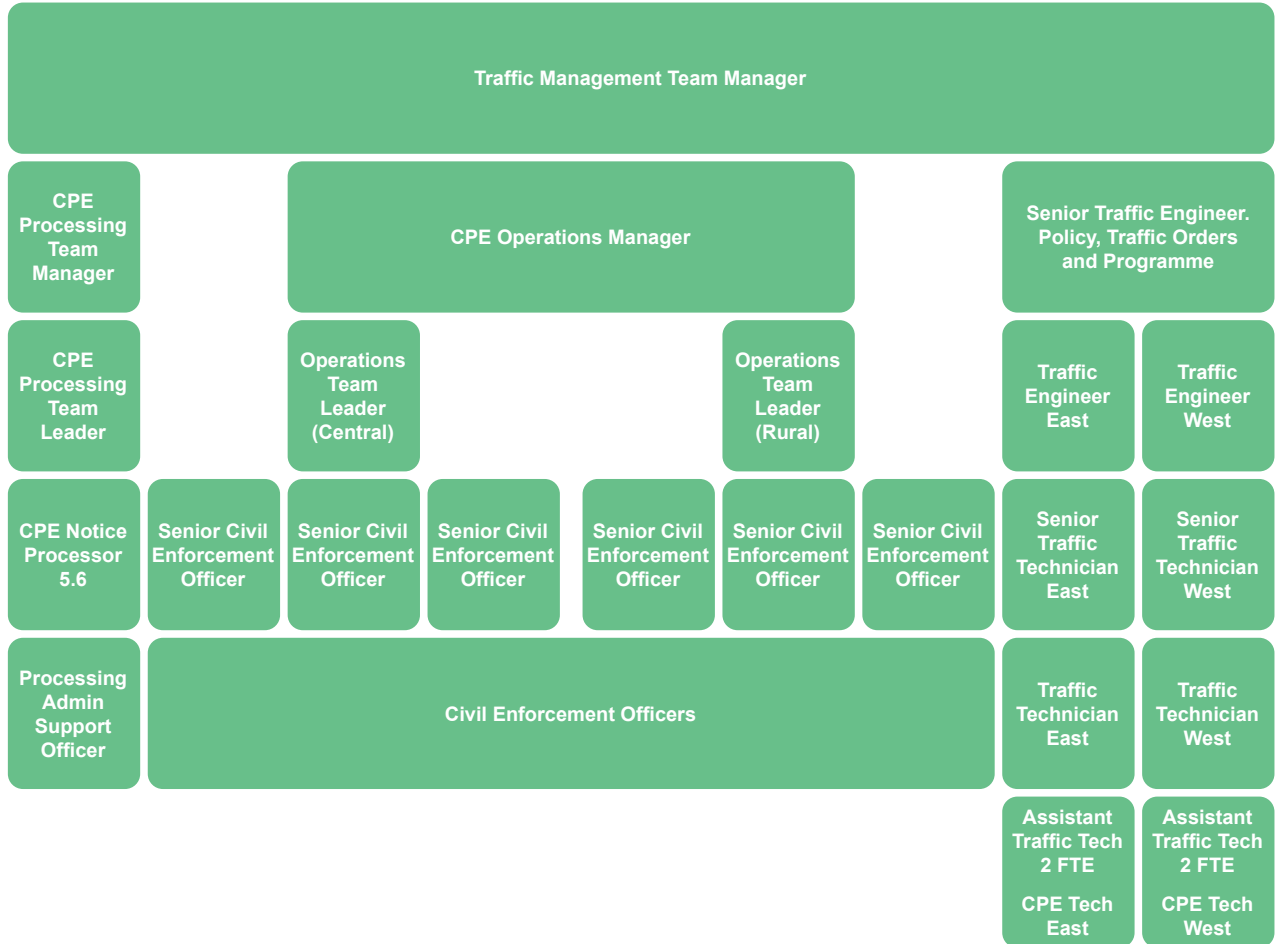 Traffic Management Team Manager
CPE
Processing
Team
Manager
CPE Operations Manager
Senior Traffic Engineer.
Policy, Traffic Orders
and Programme
CPE
Processing
Team
Leader
Operations
Team
Leader
(Central)
Operations
Team
Leader
(Rural)
Traffic
Engineer
East
Traffic
Engineer
West
CPE Notice
Processor
5.6
Senior Civil
Enforcement
Officer
Senior Civil
Enforcement
Officer
Senior Civil
Enforcement
Officer
Senior Civil
Enforcement
Officer
Senior Civil
Enforcement
Officer
Senior Civil
Enforcement
Officer
Senior
Traffic
Technician
East
Senior
Traffic
Technician
West
Processing
Admin
Support
Officer
Civil Enforcement Officers
Traffic
Technician
East
Traffic
Technician
West
Assistant
Traffic Tech
2 FTE
CPE Tech
East
Assistant
Traffic Tech
2 FTE
CPE Tech
West